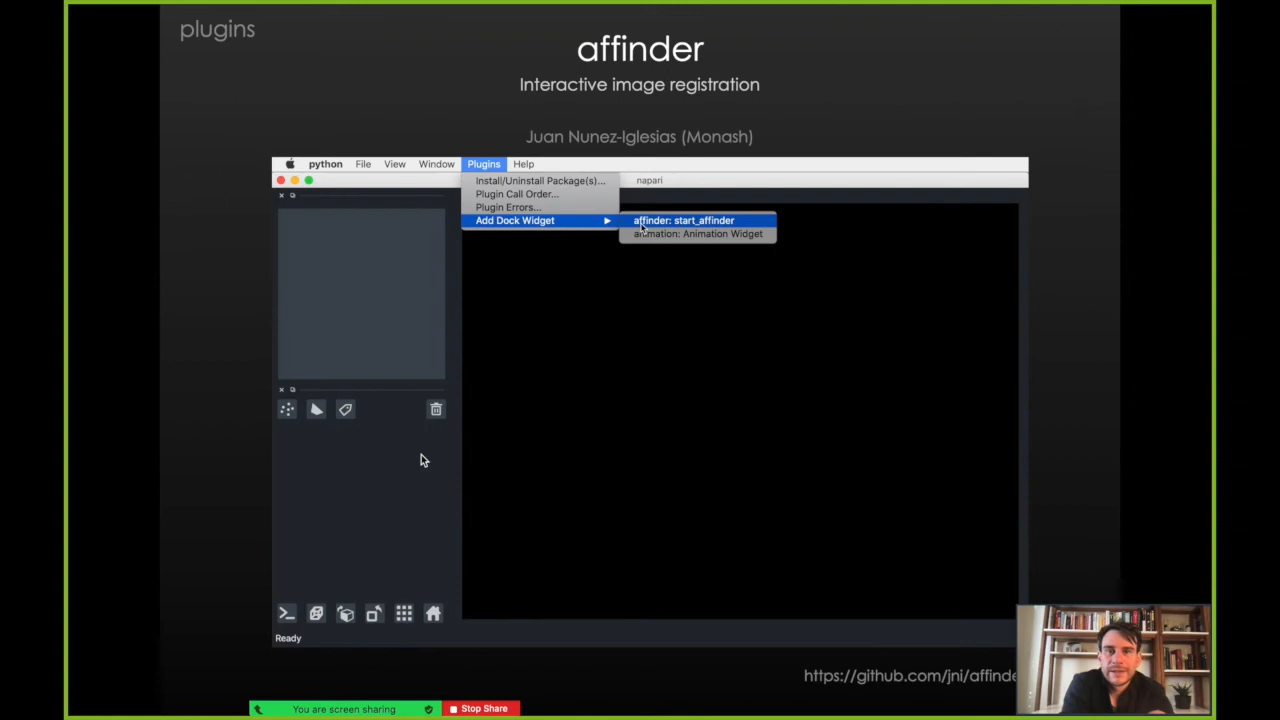 plugins
affinder
Interactive image registration
Juan Nunez-Iglesias (Monash)
python File View Window Plugins Help
napari
Install/Uninstall Package(s)...
Plugin Call Order...
Plugin Errors...
Add Dock Widget
affinder: start_affinder
animation: Animation Widget
Ready
https://github.com/jni/affinde
You are screen sharing
Stop Share